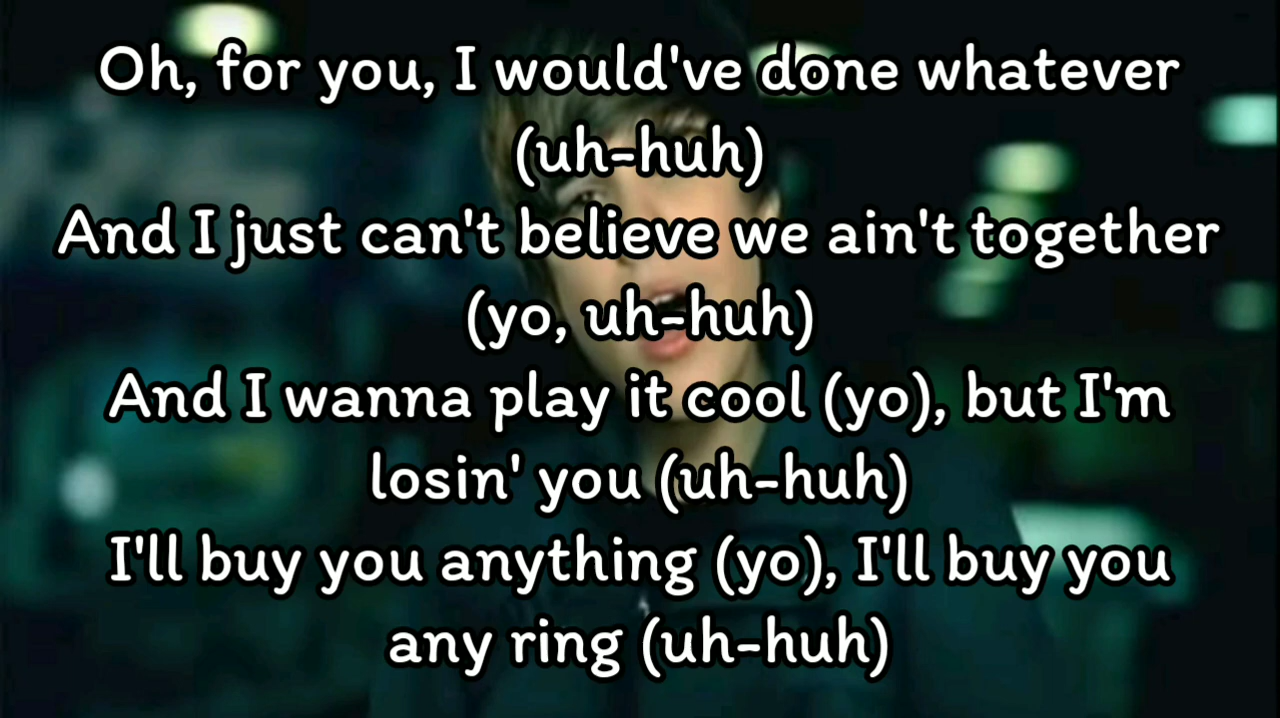 Oh, for you, I would've done whatever
(uh-huh)
And I just can't believe we ain't together
(yo, uh-huh)
And I wanna play it cool (yo), but I'm
losin' you (uh-huh)
I'll buy you anything (yo), I'll buy you
any ring (uh-huh)